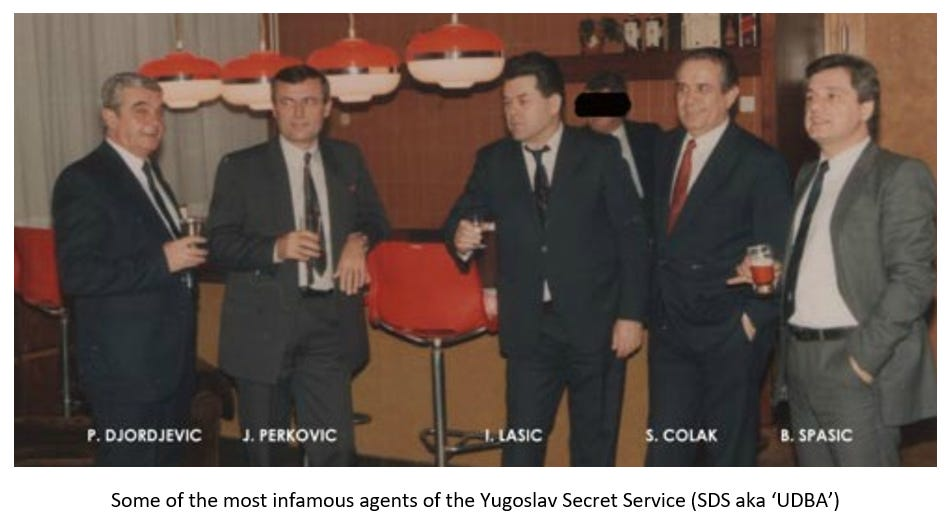 P. DJORDJEVIC J. PERKOVIC I. LASIC S. COLAK B. SPASIC
Some of the most infamous agents of the Yugoslav Secret Service (SDS aka ‘UDBA’)